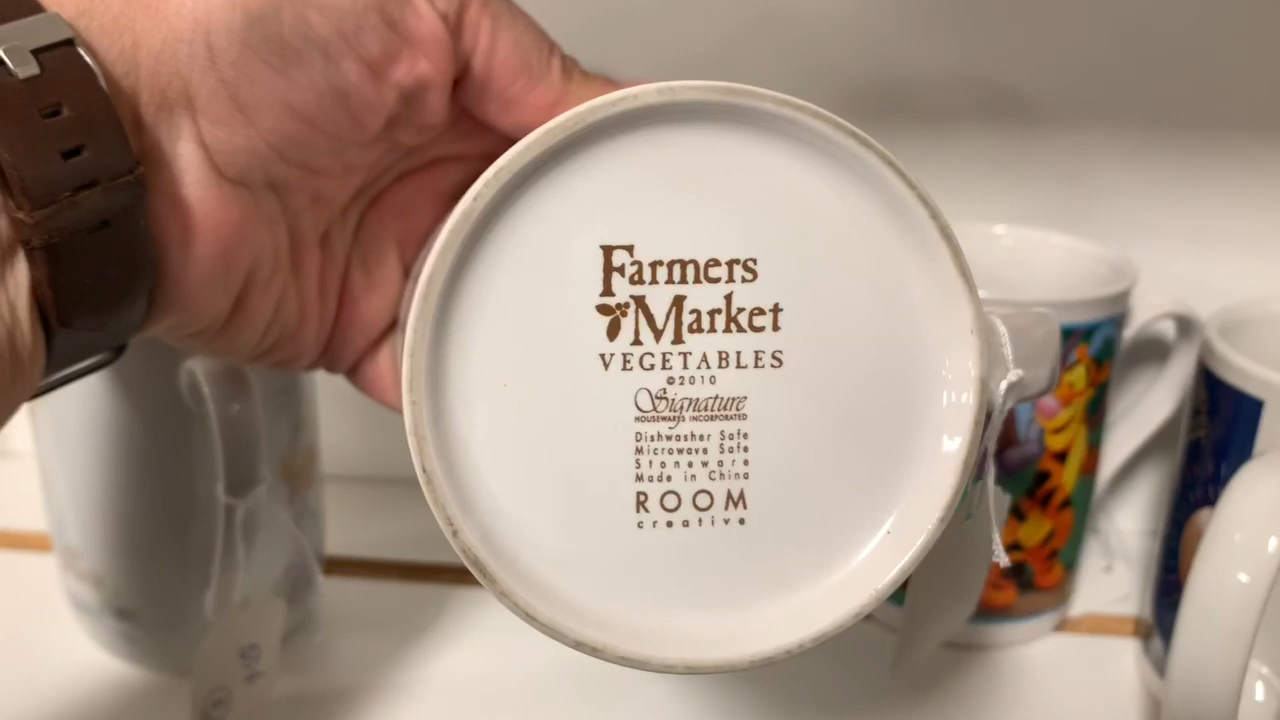 Farmers
Market
VEGETABLES
©2010
Signature
HOUSEWARES INCORPORATED
Dishwasher Safe
Microwave Safe
Stoneware
Made in China
ROOM
creative